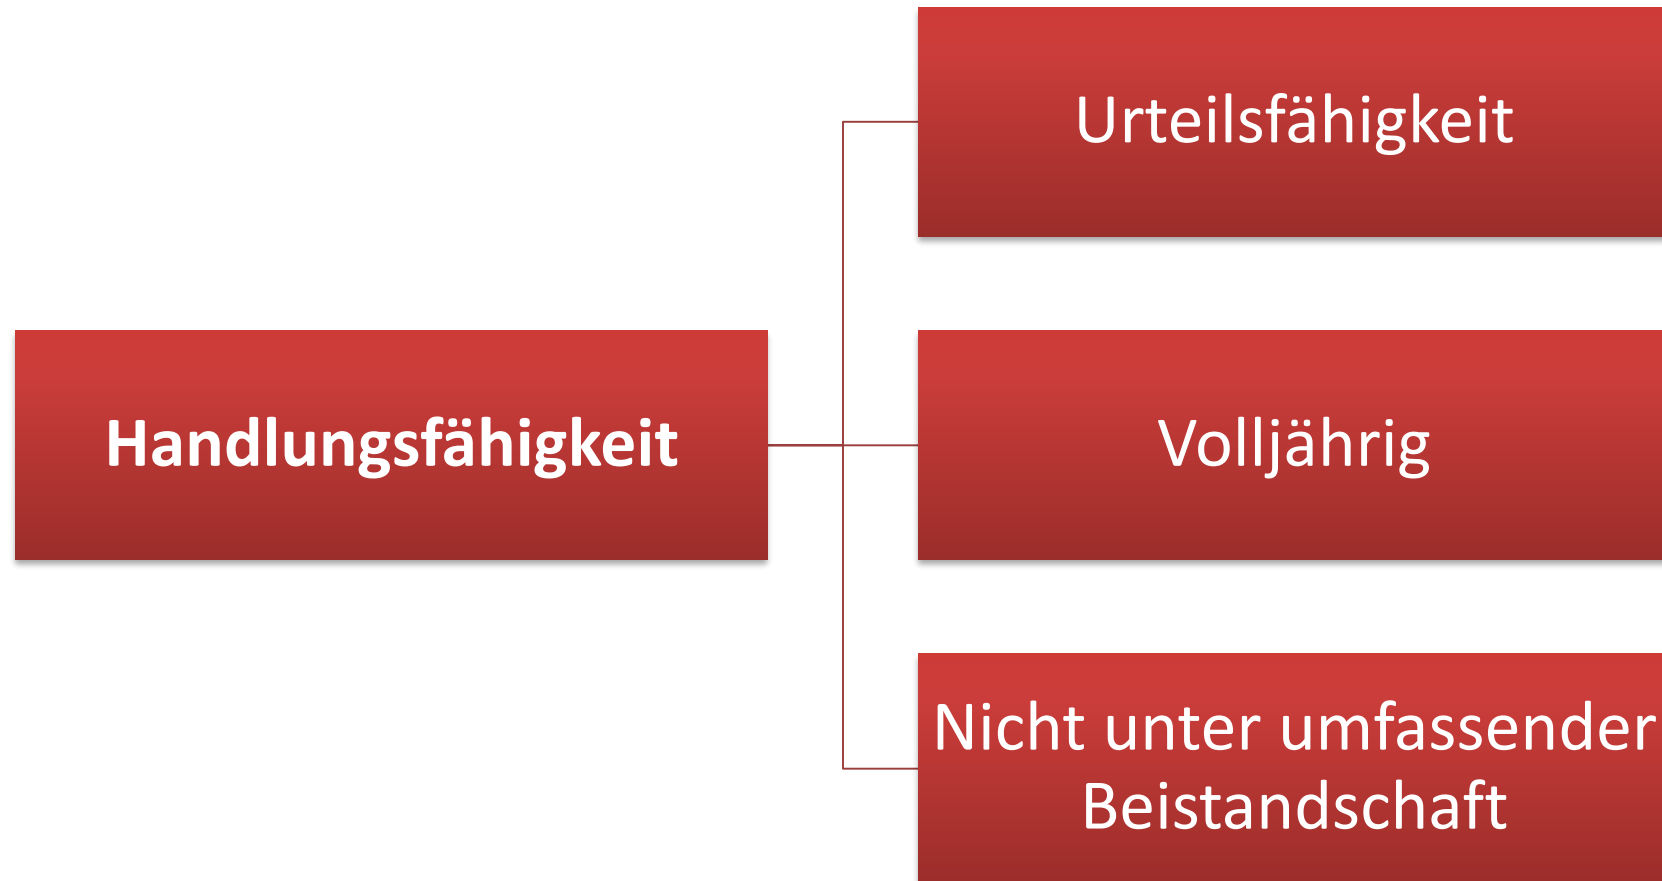 Urteilsfähigkeit
Handlungsfähigkeit
Volljährig
Nicht unter umfassender
Beistandschaft